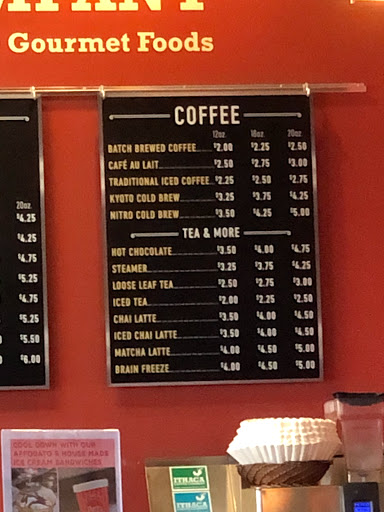 Gourmet Foods
COFFEE
12oz. 16oz. 20oz.
BATCH BREWED COFFEE $2.00 $2.25 $2.50
CAFÉ AU LAIT $2.50 $2.75 $3.00
TRADITIONAL ICED COFFEE $2.25 $2.50 $2.75
KYOTO COLD BREW $3.25 $3.75 $4.25
NITRO COLD BREW $3.50 $4.25 $5.00
TEA & MORE
HOT CHOCOLATE $3.50 $4.00 $4.75
STEAMER $3.25 $3.75 $4.25
LOOSE LEAF TEA $2.50 $2.75 $3.00
ICED TEA $2.00 $2.25 $2.50
CHAI LATTE $3.50 $4.00 $4.50
ICED CHAI LATTE $3.50 $4.00 $4.50
MATCHA LATTE $4.00 $4.50 $5.00
BRAIN FREEZE $4.00 $4.50 $5.00
20oz.
$4.25
$4.25
$4.75
$5.25
$4.75
$5.25
$5.50
$6.00
COOL DOWN WITH OUR
AFFOGATO & HOUSE MADE
ICE CREAM SANDWICHES
ITHACA
ITHACA